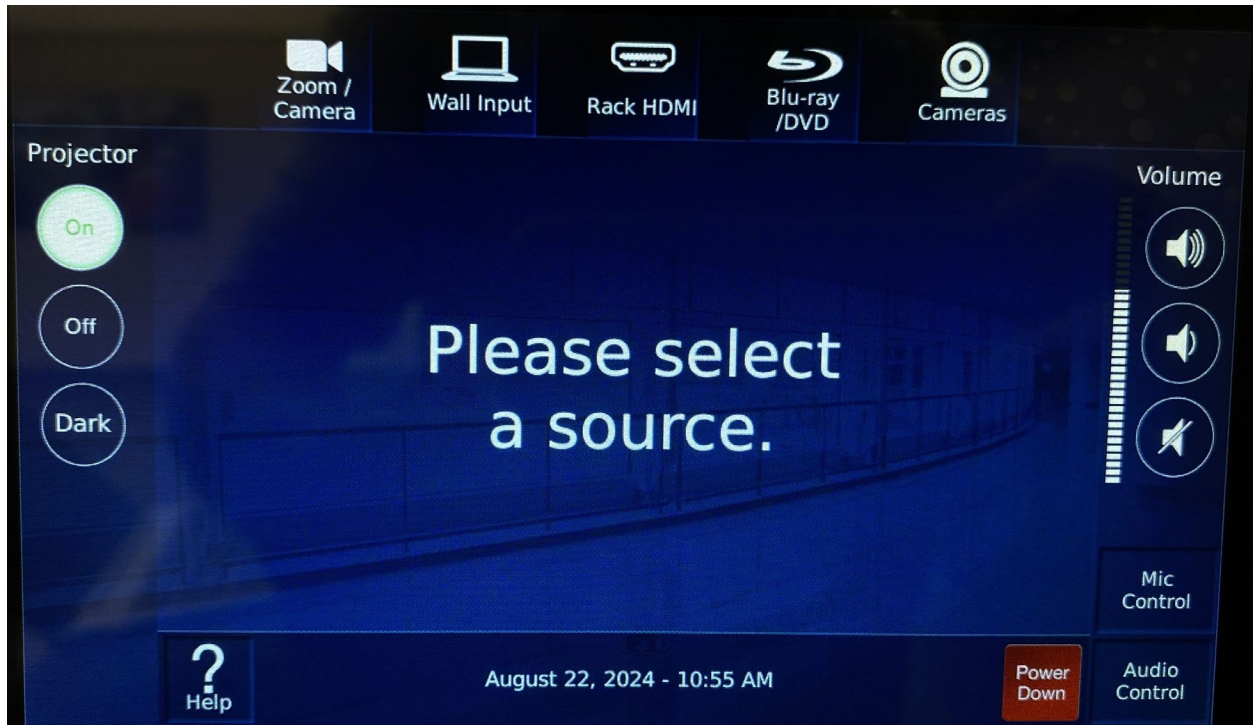 Zoom /
Camera
Wall Input
Rack HDMI
Blu-ray
/DVD
Cameras
Projector
On
Off
Dark
Please select
a source.
Volume
Mic
Control
Help
August 22, 2024 - 10:55 AM
Power
Down
Audio
Control